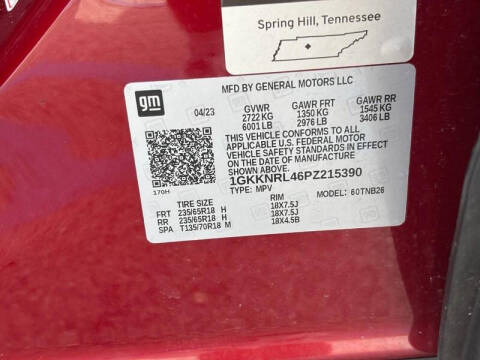 Spring Hill, Tennessee
gm
MFD BY GENERAL MOTORS LLC
04/23 GVWR GAWR FRT GAWR RR
2722 KG 1350 KG 1545 KG
6001 LB 2976 LB 3406 LB
THIS VEHICLE CONFORMS TO ALL
APPLICABLE U.S. FEDERAL MOTOR
VEHICLE SAFETY STANDARDS IN EFFECT
ON THE DATE OF MANUFACTURE SHOWN ABOVE.
1GKKNRL46PZ215390
170H TYPE: MPV MODEL: 60TNB26
TIRE SIZE RIM
FRT 235/65R18 H 18X7.5J
RR 235/65R18 H 18X7.5J
SPA T135/70R18 M 18X4.5B